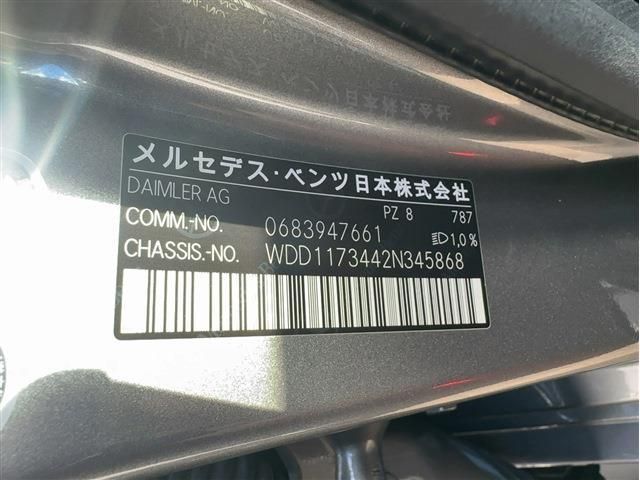 メルセデス・ベンツ日本株式会社
DAIMLER AG
PZ 8 787
COMM.-NO. 0683947661 1,0%
CHASSIS.-NO. WDD1173442N345868